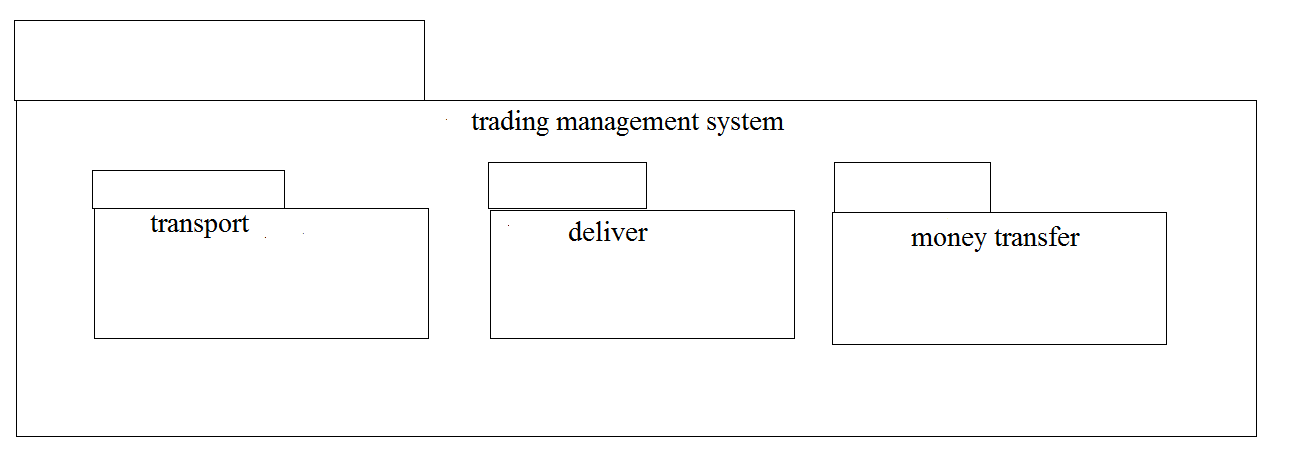 trading management system
transport
deliver
money transfer